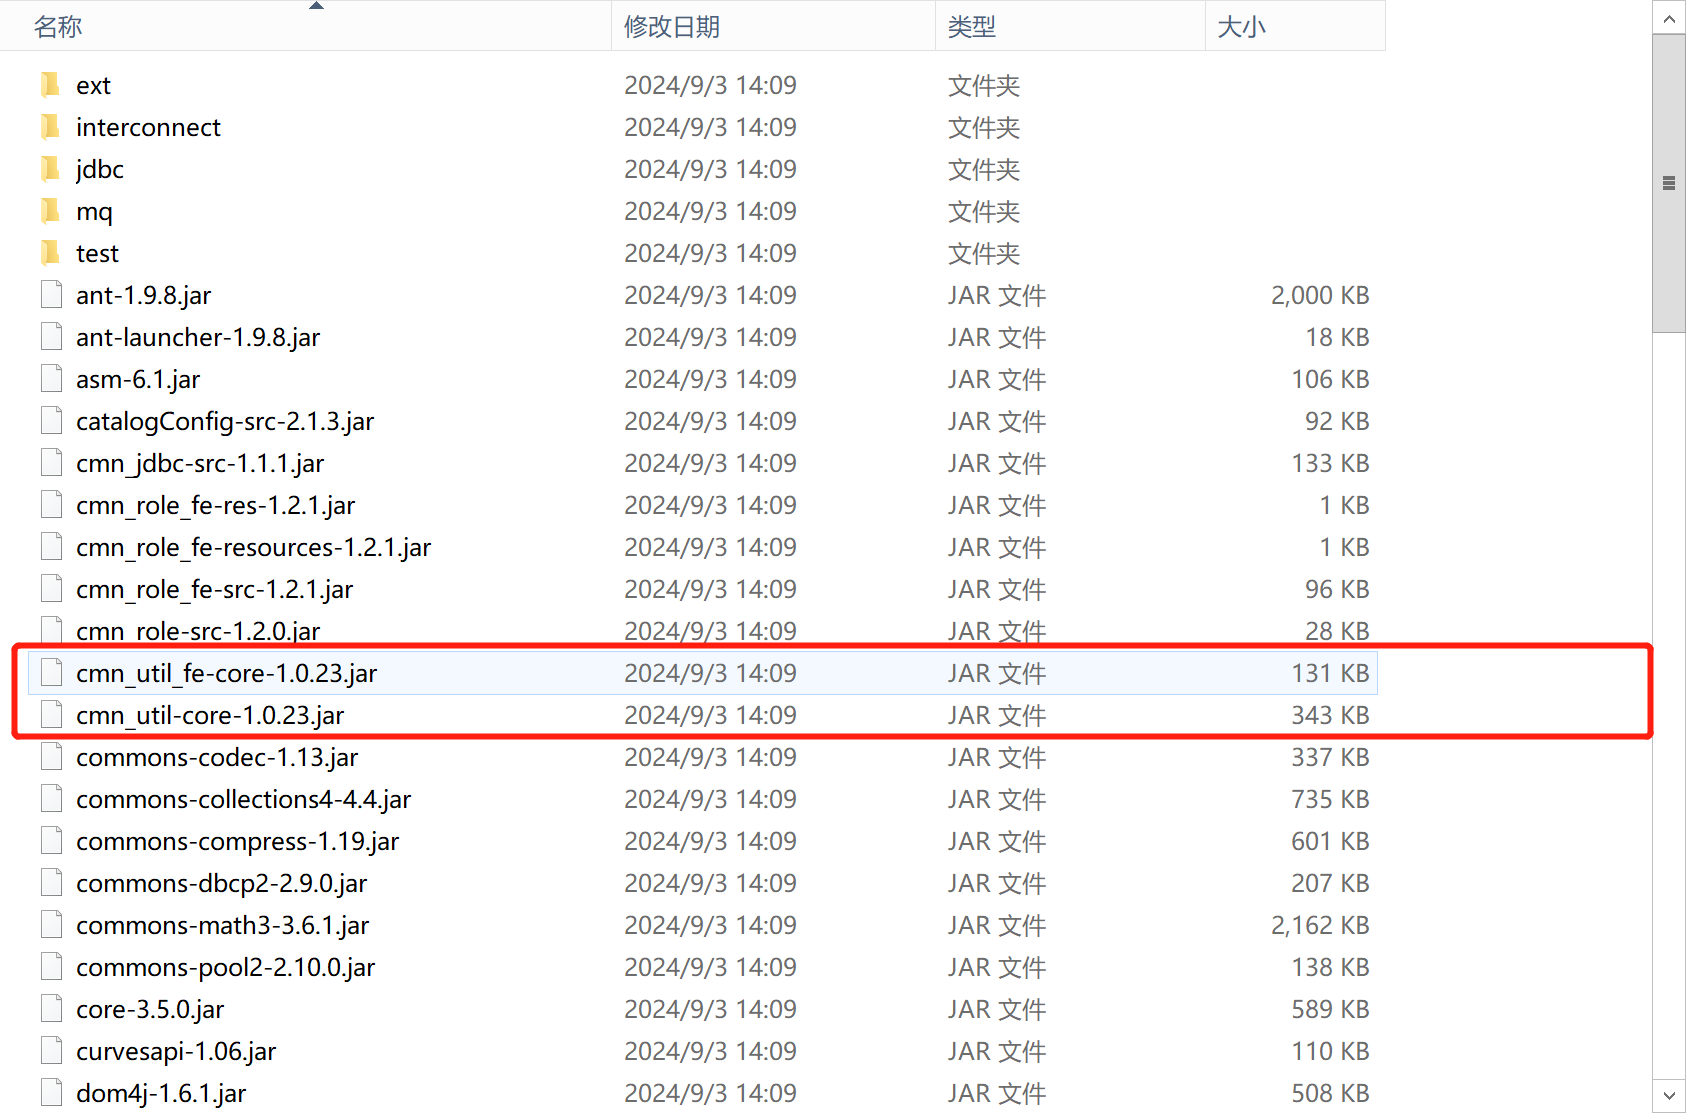 名称 修改日期 类型 大小
ext 2024/9/3 14:09 文件夹
interconnect 2024/9/3 14:09 文件夹
jdbc 2024/9/3 14:09 文件夹
mq 2024/9/3 14:09 文件夹
test 2024/9/3 14:09 文件夹
ant-1.9.8.jar 2024/9/3 14:09 JAR 文件 2,000 KB
ant-launcher-1.9.8.jar 2024/9/3 14:09 JAR 文件 18 KB
asm-6.1.jar 2024/9/3 14:09 JAR 文件 106 KB
catalogConfig-src-2.1.3.jar 2024/9/3 14:09 JAR 文件 92 KB
cmn_jdbc-src-1.1.1.jar 2024/9/3 14:09 JAR 文件 133 KB
cmn_role_fe-res-1.2.1.jar 2024/9/3 14:09 JAR 文件 1 KB
cmn_role_fe-resources-1.2.1.jar 2024/9/3 14:09 JAR 文件 1 KB
cmn_role_fe-src-1.2.1.jar 2024/9/3 14:09 JAR 文件 96 KB
cmn_role-src-1.2.0.jar 2024/9/3 14:09 JAR 文件 28 KB
cmn_util_fe-core-1.0.23.jar 2024/9/3 14:09 JAR 文件 131 KB
cmn_util-core-1.0.23.jar 2024/9/3 14:09 JAR 文件 343 KB
commons-codec-1.13.jar 2024/9/3 14:09 JAR 文件 337 KB
commons-collections4-4.4.jar 2024/9/3 14:09 JAR 文件 735 KB
commons-compress-1.19.jar 2024/9/3 14:09 JAR 文件 601 KB
commons-dbcp2-2.9.0.jar 2024/9/3 14:09 JAR 文件 207 KB
commons-math3-3.6.1.jar 2024/9/3 14:09 JAR 文件 2,162 KB
commons-pool2-2.10.0.jar 2024/9/3 14:09 JAR 文件 138 KB
core-3.5.0.jar 2024/9/3 14:09 JAR 文件 589 KB
curvesapi-1.06.jar 2024/9/3 14:09 JAR 文件 110 KB
dom4j-1.6.1.jar 2024/9/3 14:09 JAR 文件 508 KB